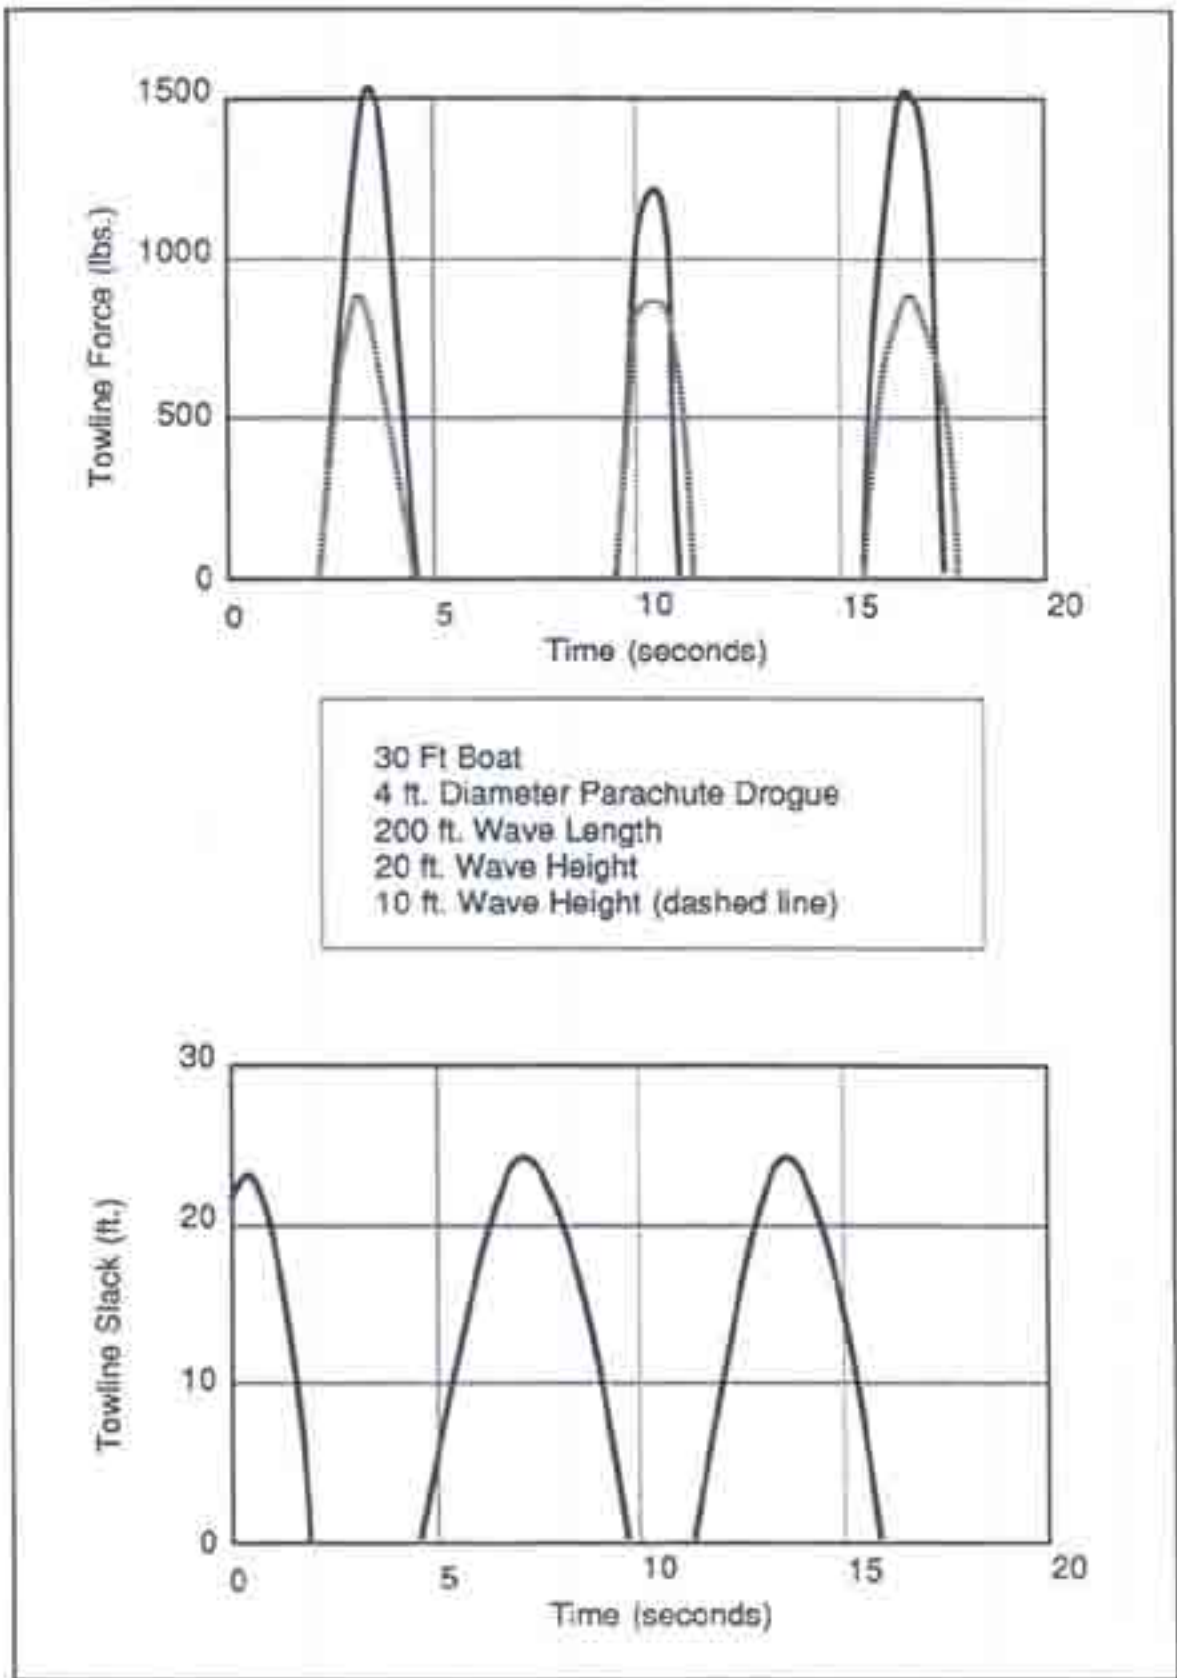 1500
1000
500
0
Towline Force (lbs.)
0 5 10 15 20
Time (seconds)
30 Ft Boat
4 ft. Diameter Parachute Drogue
200 ft. Wave Length
20 ft. Wave Height
10 ft. Wave Height (dashed line)
30
20
10
0
Towline Slack (ft.)
0 5 10 15 20
Time (seconds)